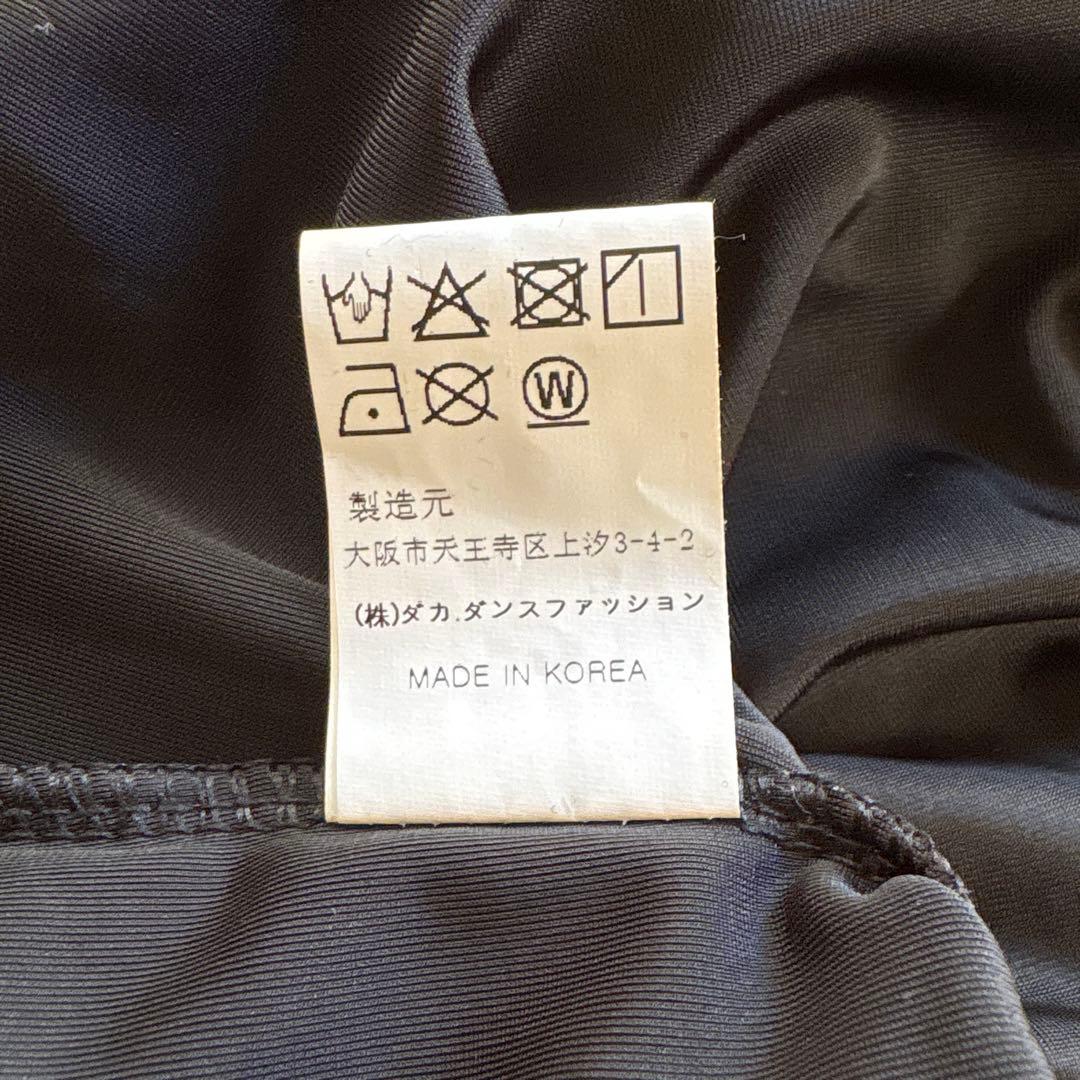 W
製造元
大阪市天王寺区上汐3-4-2
(株)ダカ.ダンスファッション
MADE IN KOREA